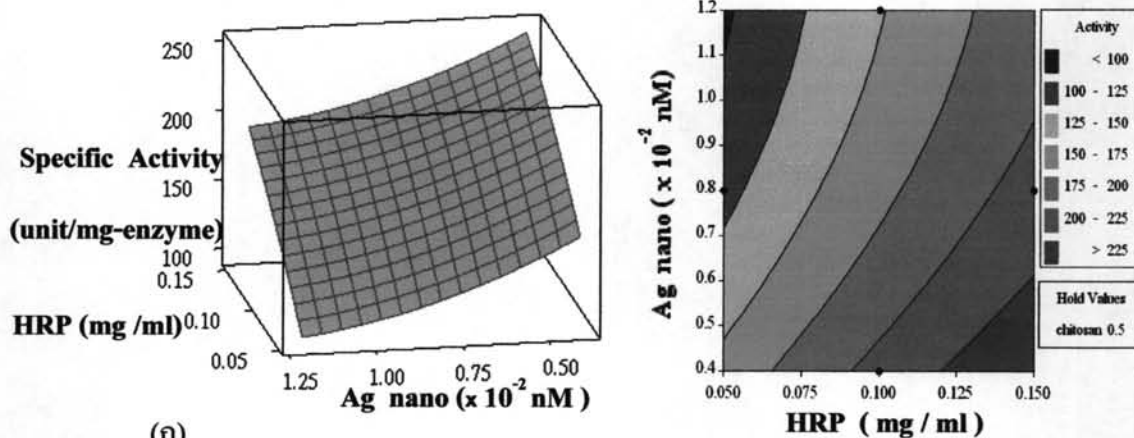 250
200
150
100
Specific Activity
(unit/mg-enzyme)
0.15
0.10
0.05
HRP (mg /ml)
1.25
1.00
0.75
0.50
Ag nano (x 10⁻² nM )
(ก)
1.2
1.1
1.0
0.9
0.8
0.7
0.6
0.5
0.4
Ag nano ( x 10⁻² nM)
0.050
0.075
0.100
0.125
0.150
HRP ( mg / ml )
Activity
< 100
100 - 125
125 - 150
150 - 175
175 - 200
200 - 225
> 225
Hold Values
chitosan 0.5